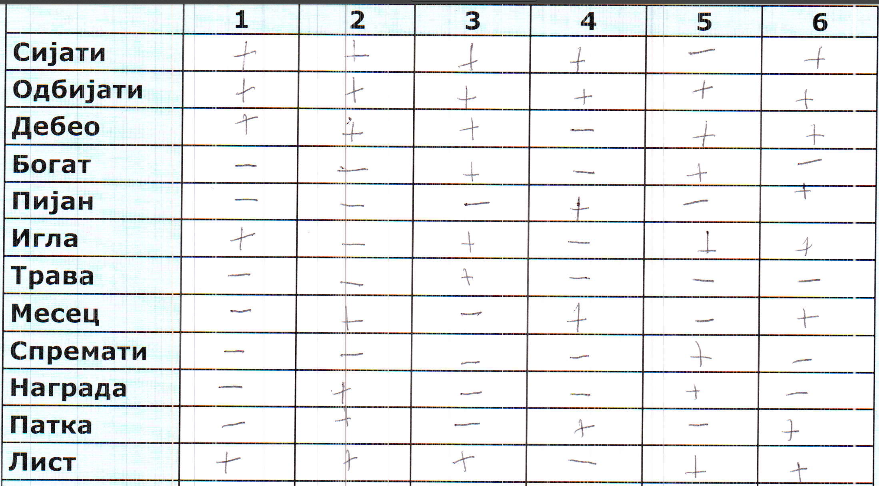 1 2 3 4 5 6
Сијати + + + + − +
Одбијати + + + + + +
Дебео + + + − + +
Богат − − + − + −
Пијан − − − + − +
Игла + − + − + +
Трава − − + − − −
Месец − + − + − +
Спремати − − − − + −
Награда − + − − + −
Патка − + − + − +
Лист + + + − + +